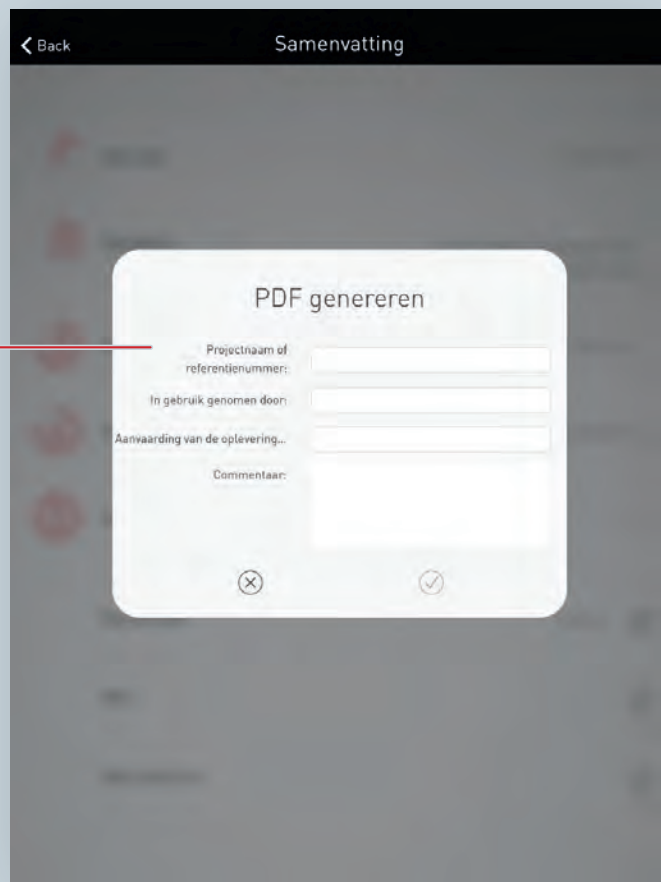 Back
Samenvatting
PDF genereren
Projectnaam of
referentienummer:
In gebruik genomen door:
Aanvaarding van de oplevering...
Commentaar: